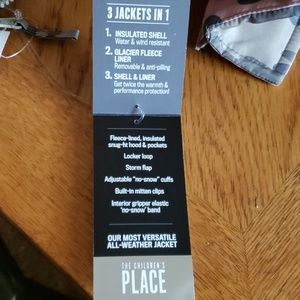 3 JACKETS IN 1
1. INSULATED SHELL
Water & wind resistant
2. GLACIER FLEECE
LINER
Removable & anti-pilling
3. SHELL & LINER
Get twice the warmth &
performance protection!
Fleece-lined, insulated
snug-fit hood & pockets
Locker loop
Storm flap
Adjustable "no-snow" cuffs
Built-in mitten clips
Interior gripper elastic
'no-snow' band
OUR MOST VERSATILE
ALL-WEATHER JACKET
THE CHILDREN'S
PLACE